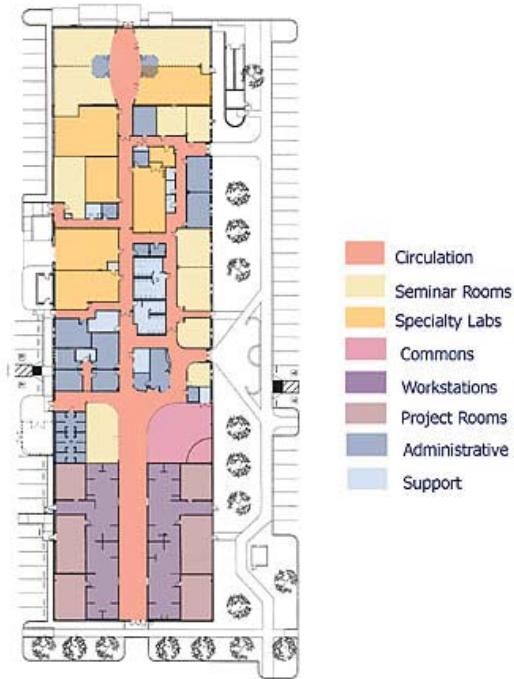 Circulation
Seminar Rooms
Specialty Labs
Commons
Workstations
Project Rooms
Administrative
Support